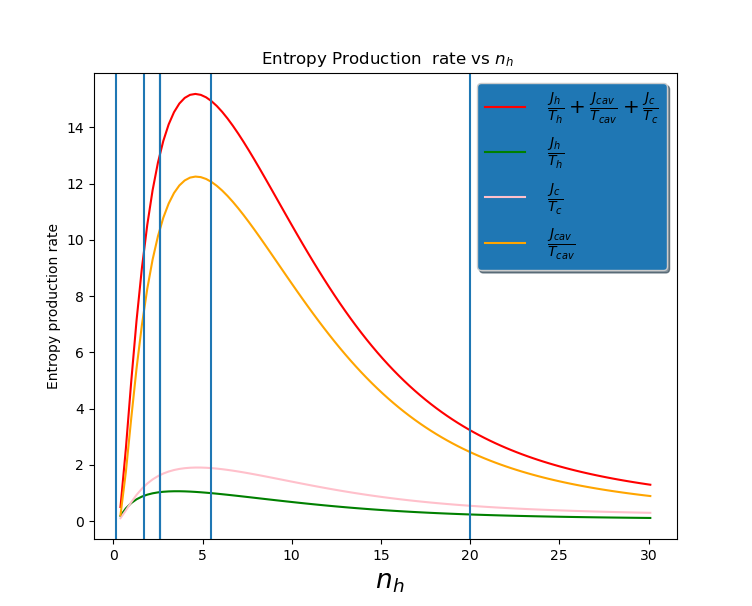 Entropy Production  rate vs $n_h$
$\frac{J_h}{T_h} + \frac{J_{cav}}{T_{cav}} + \frac{J_c}{T_c}$
$\frac{J_h}{T_h}$
$\frac{J_c}{T_c}$
$\frac{J_{cav}}{T_{cav}}$
Entropy production rate
14
12
10
8
6
4
2
0
0 5 10 15 20 25 30
$n_h$